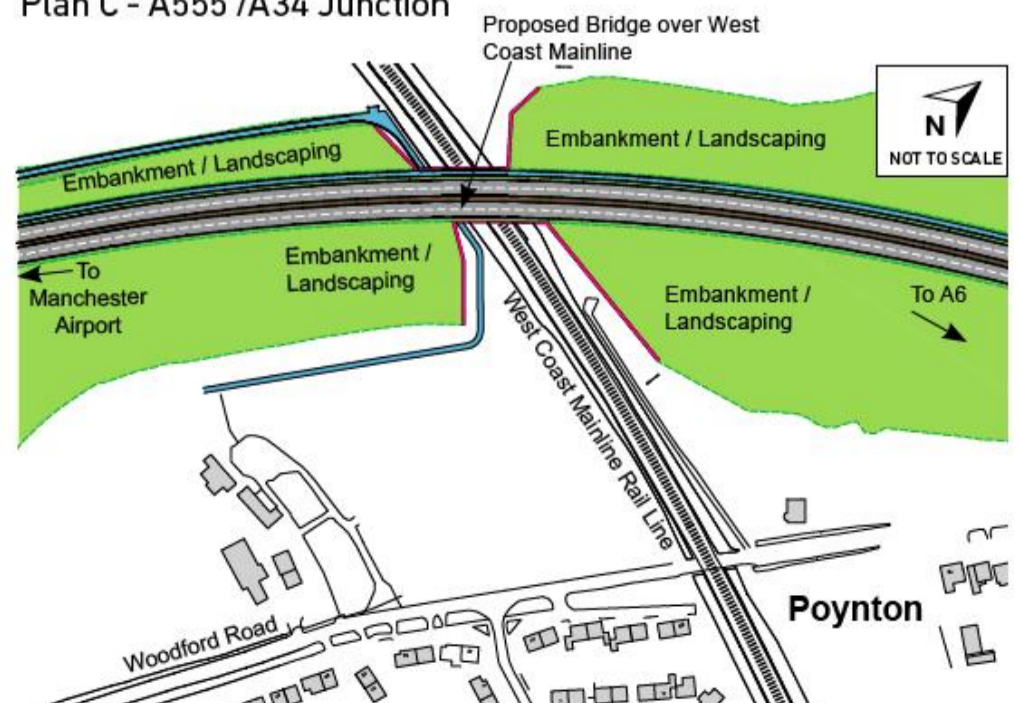 Plan C - A555 /A34 Junction
Proposed Bridge over West
Coast Mainline
N
NOT TO SCALE
Embankment / Landscaping
Embankment / Landscaping
Embankment /
Landscaping
To
Manchester
Airport
Embankment /
Landscaping
To A6
West Coast Mainline Rail Line
Woodford Road
Poynton